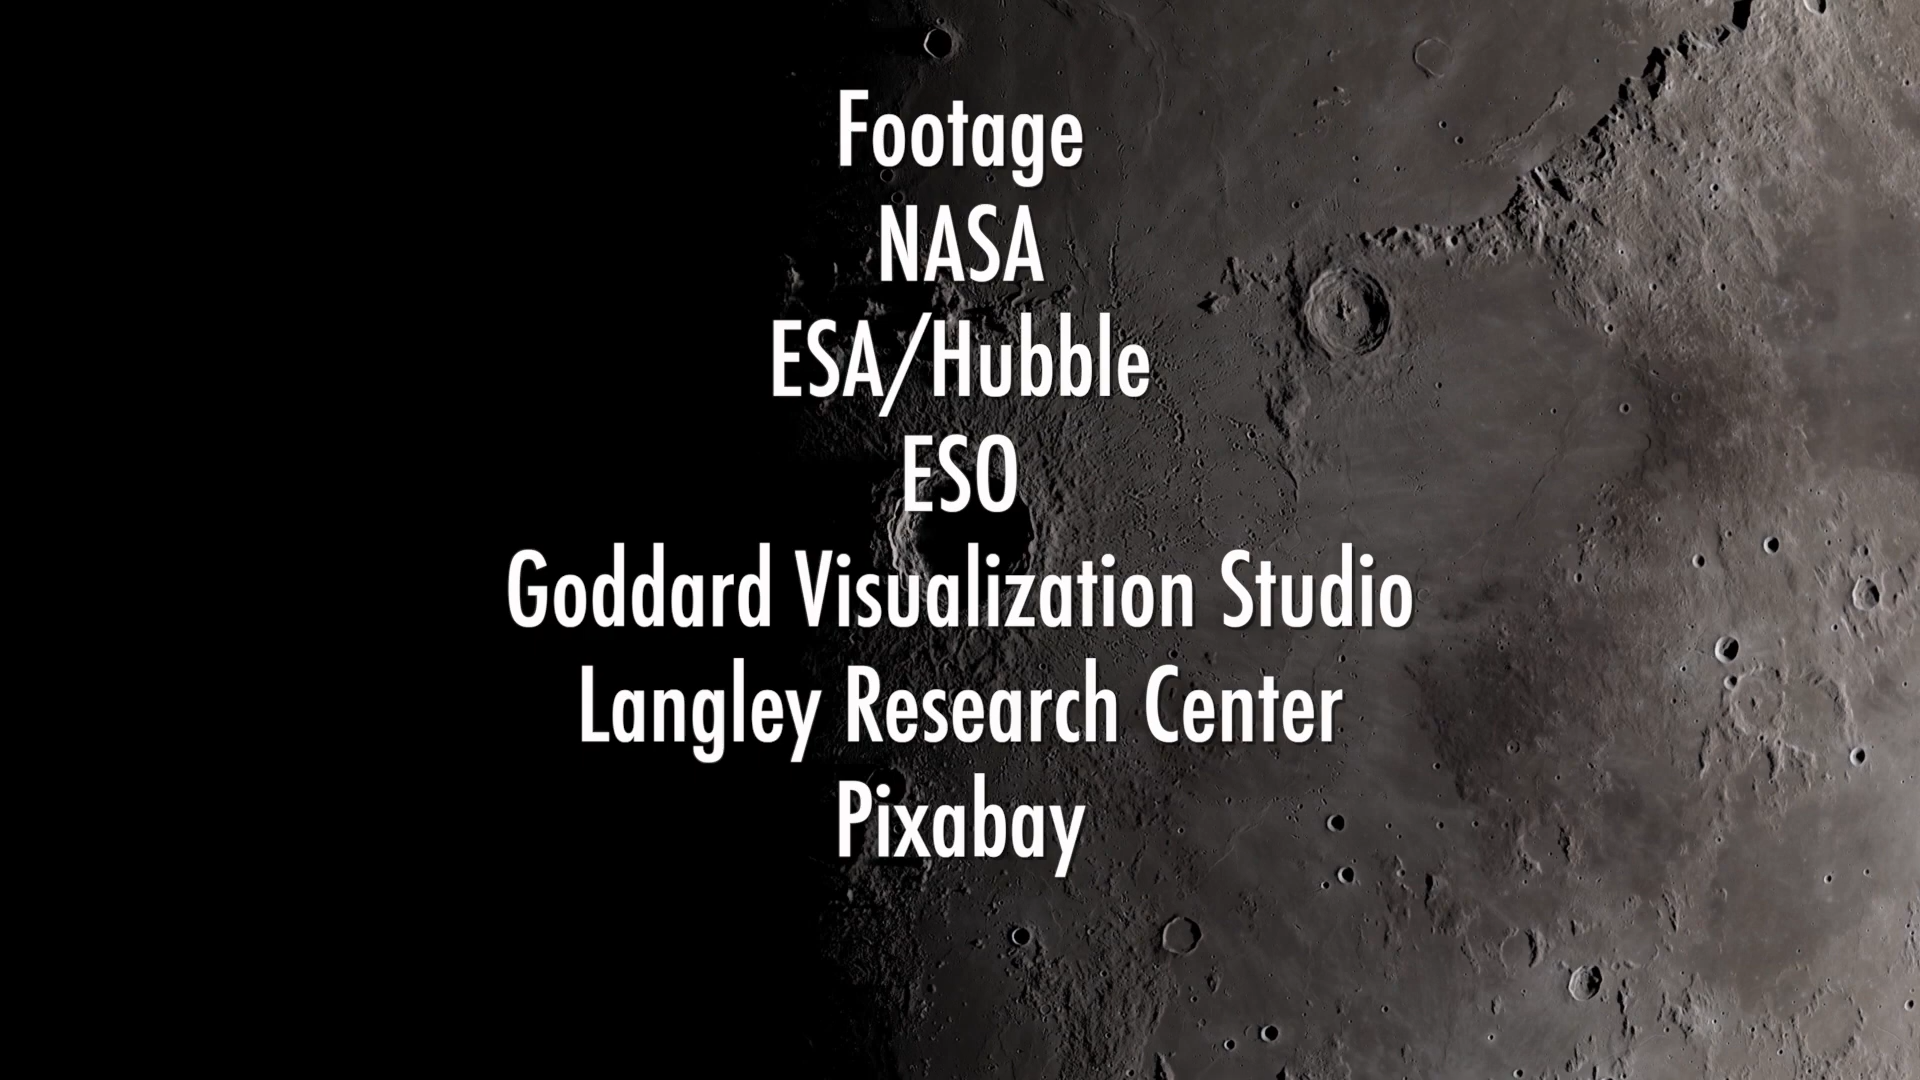 Footage
NASA
ESA/Hubble
ESO
Goddard Visualization Studio
Langley Research Center
Pixabay